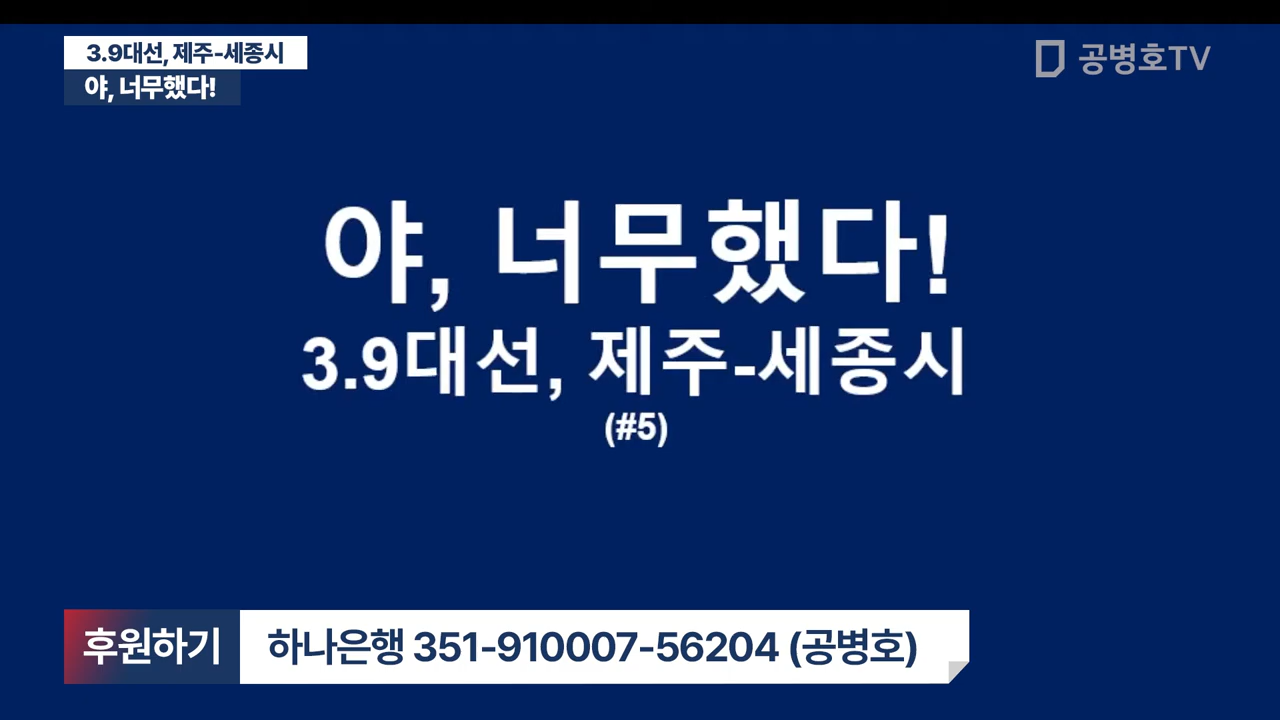 3.9대선, 제주-세종시
야, 너무했다!
공병호TV
야, 너무했다!
3.9대선, 제주-세종시
(#5)
후원하기
하나은행 351-910007-56204 (공병호)